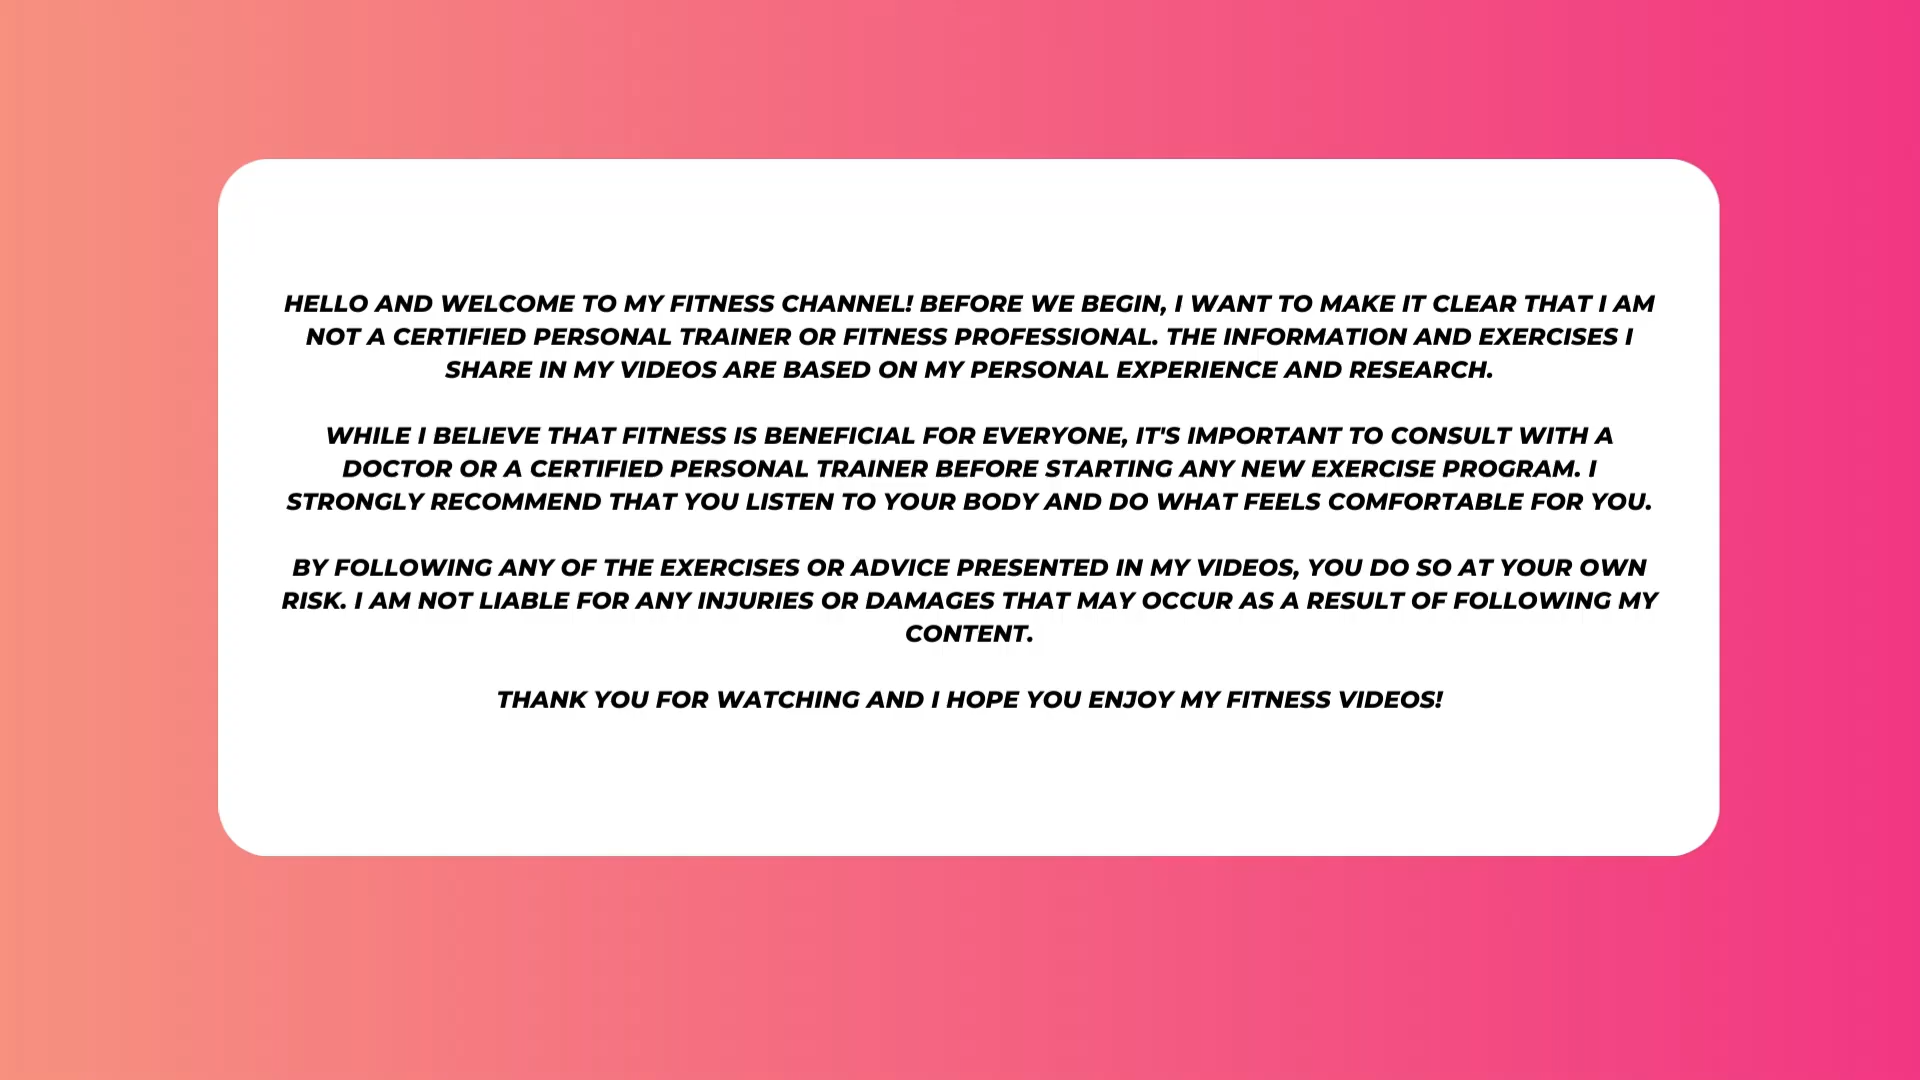 HELLO AND WELCOME TO MY FITNESS CHANNEL! BEFORE WE BEGIN, I WANT TO MAKE IT CLEAR THAT I AM
NOT A CERTIFIED PERSONAL TRAINER OR FITNESS PROFESSIONAL. THE INFORMATION AND EXERCISES I
SHARE IN MY VIDEOS ARE BASED ON MY PERSONAL EXPERIENCE AND RESEARCH.
WHILE I BELIEVE THAT FITNESS IS BENEFICIAL FOR EVERYONE, IT'S IMPORTANT TO CONSULT WITH A
DOCTOR OR A CERTIFIED PERSONAL TRAINER BEFORE STARTING ANY NEW EXERCISE PROGRAM. I
STRONGLY RECOMMEND THAT YOU LISTEN TO YOUR BODY AND DO WHAT FEELS COMFORTABLE FOR YOU.
BY FOLLOWING ANY OF THE EXERCISES OR ADVICE PRESENTED IN MY VIDEOS, YOU DO SO AT YOUR OWN
RISK. I AM NOT LIABLE FOR ANY INJURIES OR DAMAGES THAT MAY OCCUR AS A RESULT OF FOLLOWING MY
CONTENT.
THANK YOU FOR WATCHING AND I HOPE YOU ENJOY MY FITNESS VIDEOS!